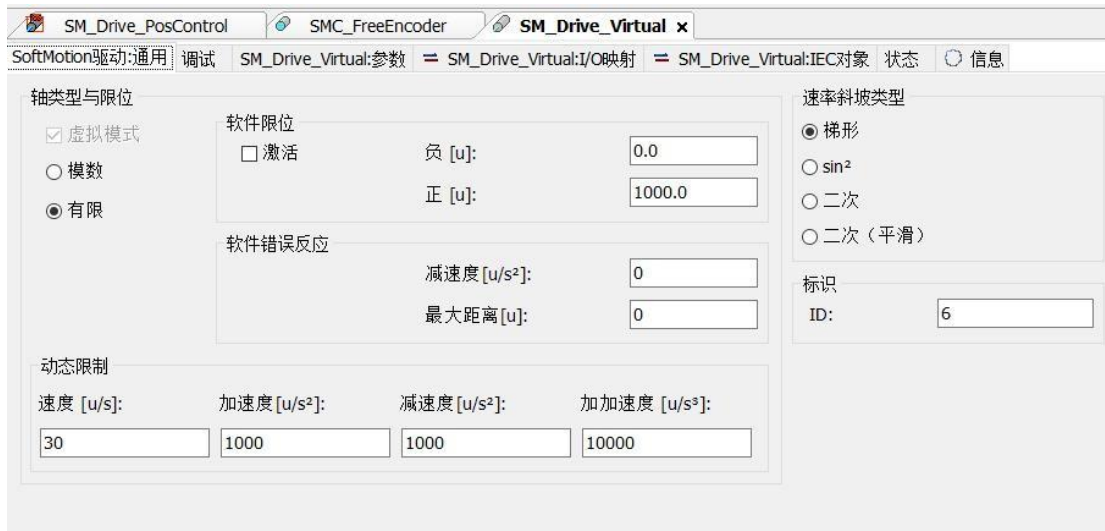 SM_Drive_PosControl SMC_FreeEncoder SM_Drive_Virtual x
SoftMotion驱动:通用 调试 SM_Drive_Virtual:参数 SM_Drive_Virtual:I/O映射 SM_Drive_Virtual:IEC对象 状态 信息
轴类型与限位
虚拟模式
模数
有限
软件限位
激活 负 [u]: 0.0
正 [u]: 1000.0
软件错误反应
减速度[u/s²]: 0
最大距离[u]: 0
动态限制
速度 [u/s]: 加速度[u/s²]: 减速度[u/s²]: 加加速度 [u/s³]:
30 1000 1000 10000
速率斜坡类型
梯形
sin²
二次
二次（平滑）
标识
ID: 6